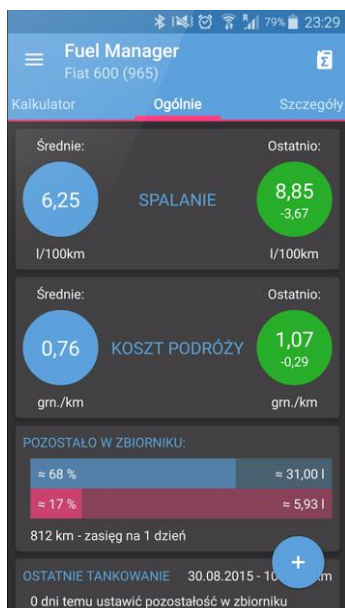 79% 23:29
Fuel Manager
Fiat 600 (965)
Kalkulator Ogólnie Szczegóły
Średnie: Ostatnio:
6,25 SPALANIE 8,85
-3,67
l/100km l/100km
Średnie: Ostatnio:
0,76 KOSZT PODRÓŻY 1,07
-0,29
grn./km grn./km
POZOSTAŁO W ZBIORNIKU:
≈ 68 % ≈ 31,00 l
≈ 17 % ≈ 5,93 l
812 km - zasięg na 1 dzień
+
OSTATNIE TANKOWANIE 30.08.2015 - 10
0 dni temu ustawić pozostałość w zbiorniku